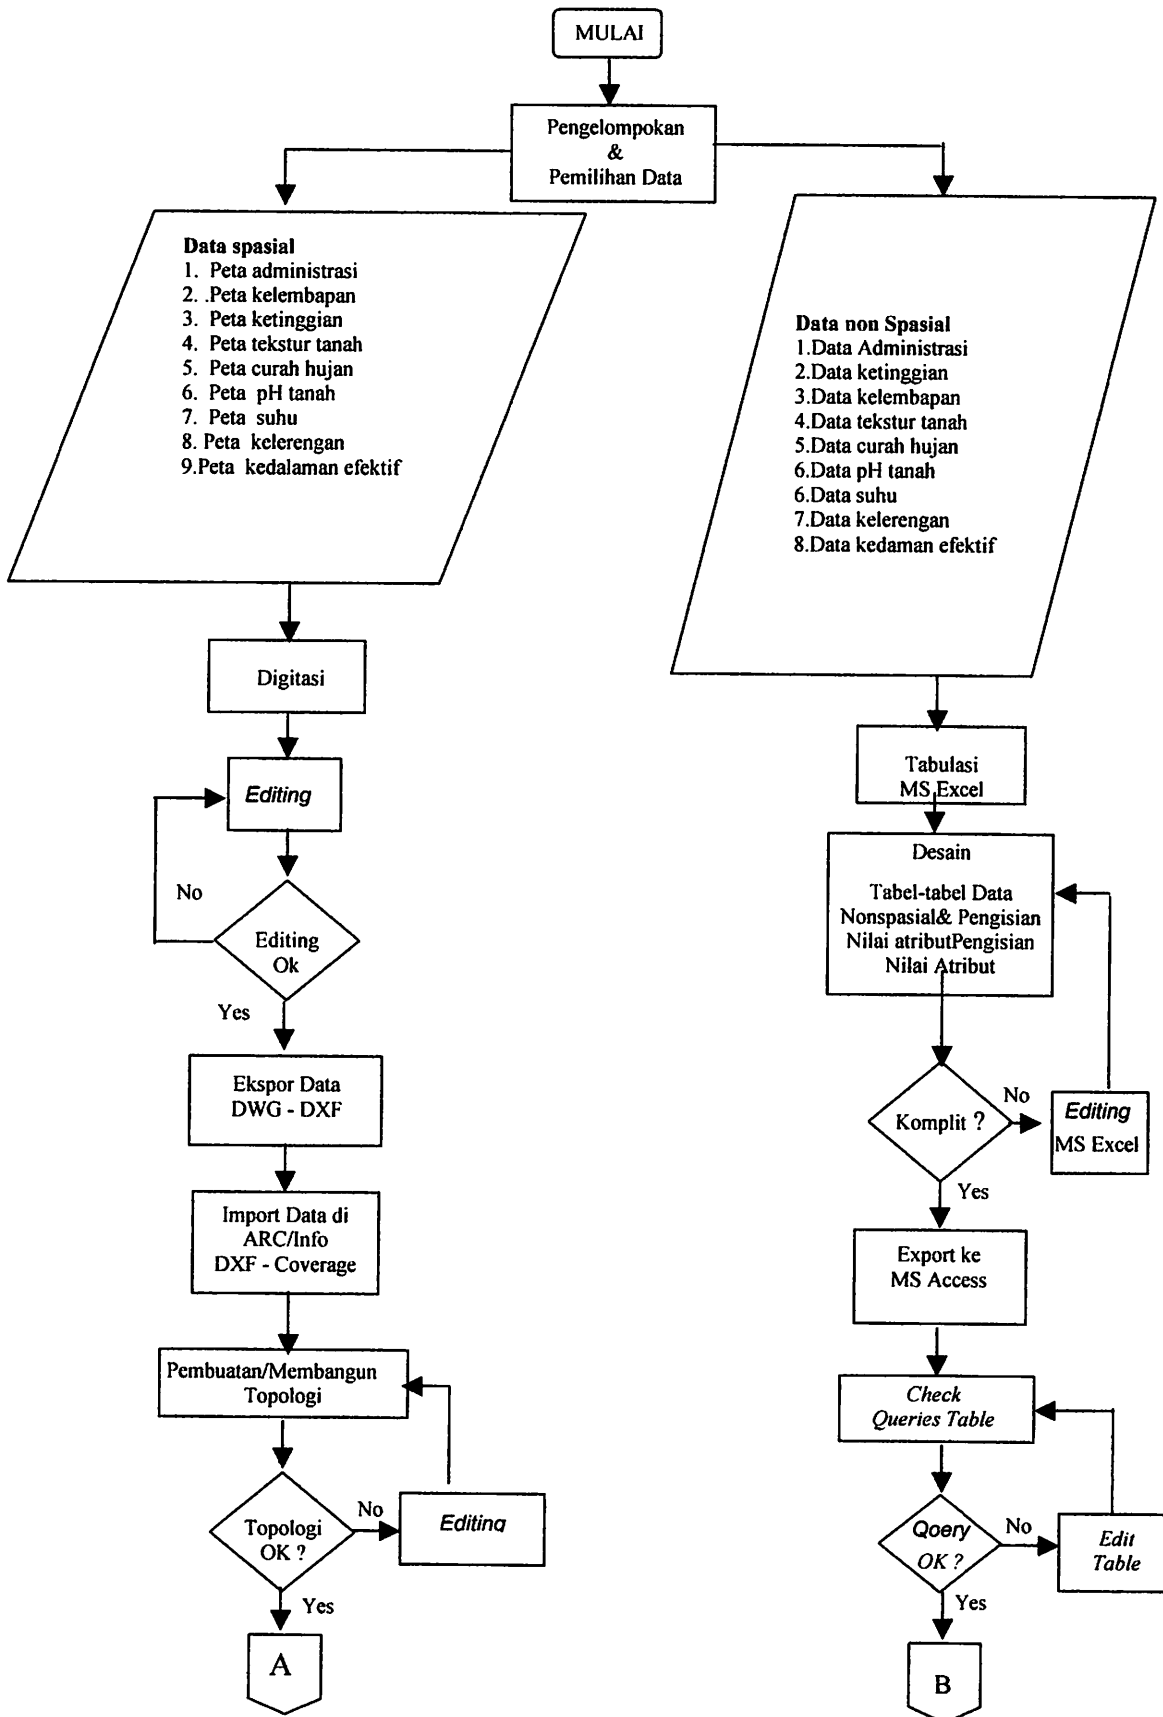 MULAI
Pengelompokan
&
Pemilihan Data
Data spasial
1. Peta administrasi
2. .Peta kelembapan
3. Peta ketinggian
4. Peta tekstur tanah
5. Peta curah hujan
6. Peta pH tanah
7. Peta suhu
8. Peta kelerengan
9.Peta kedalaman efektif
Digitasi
Editing
No
Editing
Ok
Yes
Ekspor Data
DWG - DXF
Import Data di
ARC/Info
DXF - Coverage
Pembuatan/Membangun
Topologi
Topologi
OK ?
No
Editing
Yes
A
Data non Spasial
1.Data Administrasi
2.Data ketinggian
3.Data kelembapan
4.Data tekstur tanah
5.Data curah hujan
6.Data pH tanah
6.Data suhu
7.Data kelerengan
8.Data kedaman efektif
Tabulasi
MS Excel
Desain
Tabel-tabel Data
Nonspasial& Pengisian
Nilai atributPengisian
Nilai Atribut
Komplit ?
No
Editing
MS Excel
Yes
Export ke
MS Access
Check
Queries Table
Qoery
OK ?
No
Edit
Table
Yes
B